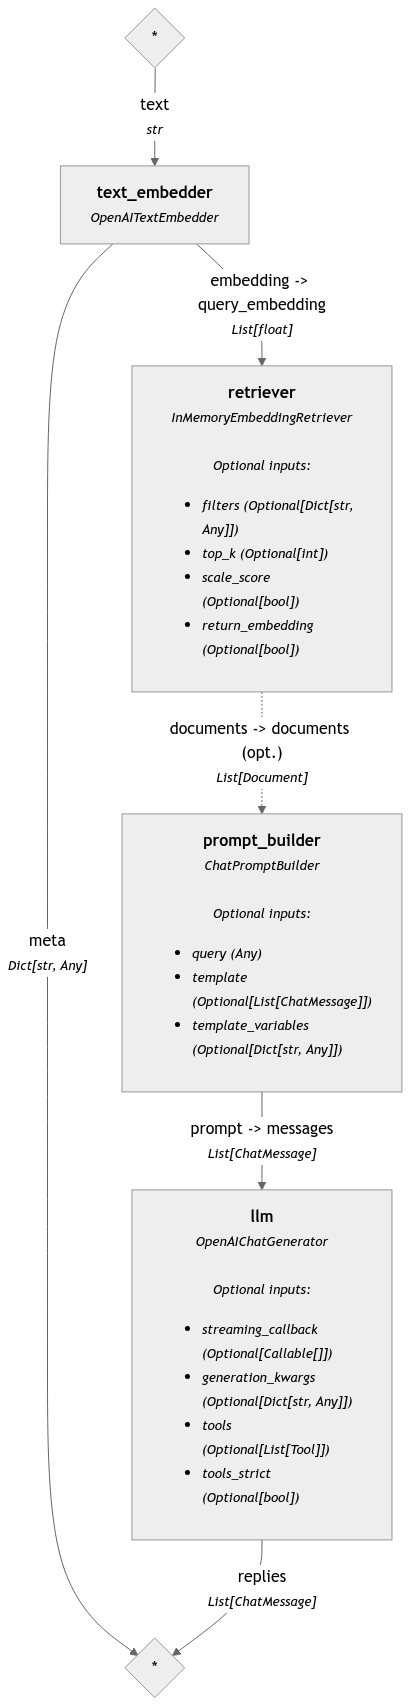 *
text
str
text_embedder
OpenAITextEmbedder
embedding ->
query_embedding
List[float]
retriever
InMemoryEmbeddingRetriever
Optional inputs:
• filters (Optional[Dict[str,
Any]])
• top_k (Optional[int])
• scale_score
(Optional[bool])
• return_embedding
(Optional[bool])
documents -> documents
(opt.)
List[Document]
prompt_builder
ChatPromptBuilder
Optional inputs:
• query (Any)
• template
(Optional[List[ChatMessage]])
• template_variables
(Optional[Dict[str, Any]])
meta
Dict[str, Any]
prompt -> messages
List[ChatMessage]
llm
OpenAIChatGenerator
Optional inputs:
• streaming_callback
(Optional[Callable[]])
• generation_kwargs
(Optional[Dict[str, Any]])
• tools
(Optional[List[Tool]])
• tools_strict
(Optional[bool])
replies
List[ChatMessage]
*